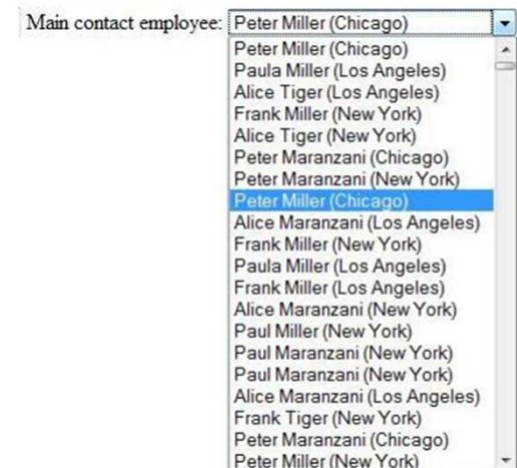 Main contact employee: Peter Miller (Chicago)
Peter Miller (Chicago)
Paula Miller (Los Angeles)
Alice Tiger (Los Angeles)
Frank Miller (New York)
Alice Tiger (New York)
Peter Maranzani (Chicago)
Peter Maranzani (New York)
Peter Miller (Chicago)
Alice Maranzani (Los Angeles)
Frank Miller (New York)
Paula Miller (Los Angeles)
Frank Miller (Los Angeles)
Alice Maranzani (New York)
Paul Miller (New York)
Paul Maranzani (New York)
Paul Maranzani (New York)
Alice Maranzani (Los Angeles)
Frank Tiger (New York)
Peter Maranzani (Chicago)
Peter Miller (New York)